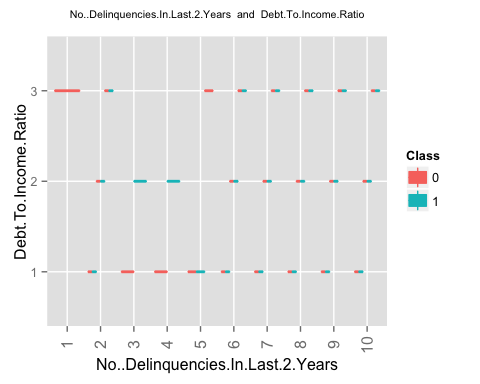 No..Delinquencies.In.Last.2.Years and Debt.To.Income.Ratio
3
2
1
Debt.To.Income.Ratio
1 2 3 4 5 6 7 8 9 10
No..Delinquencies.In.Last.2.Years
Class
0
1